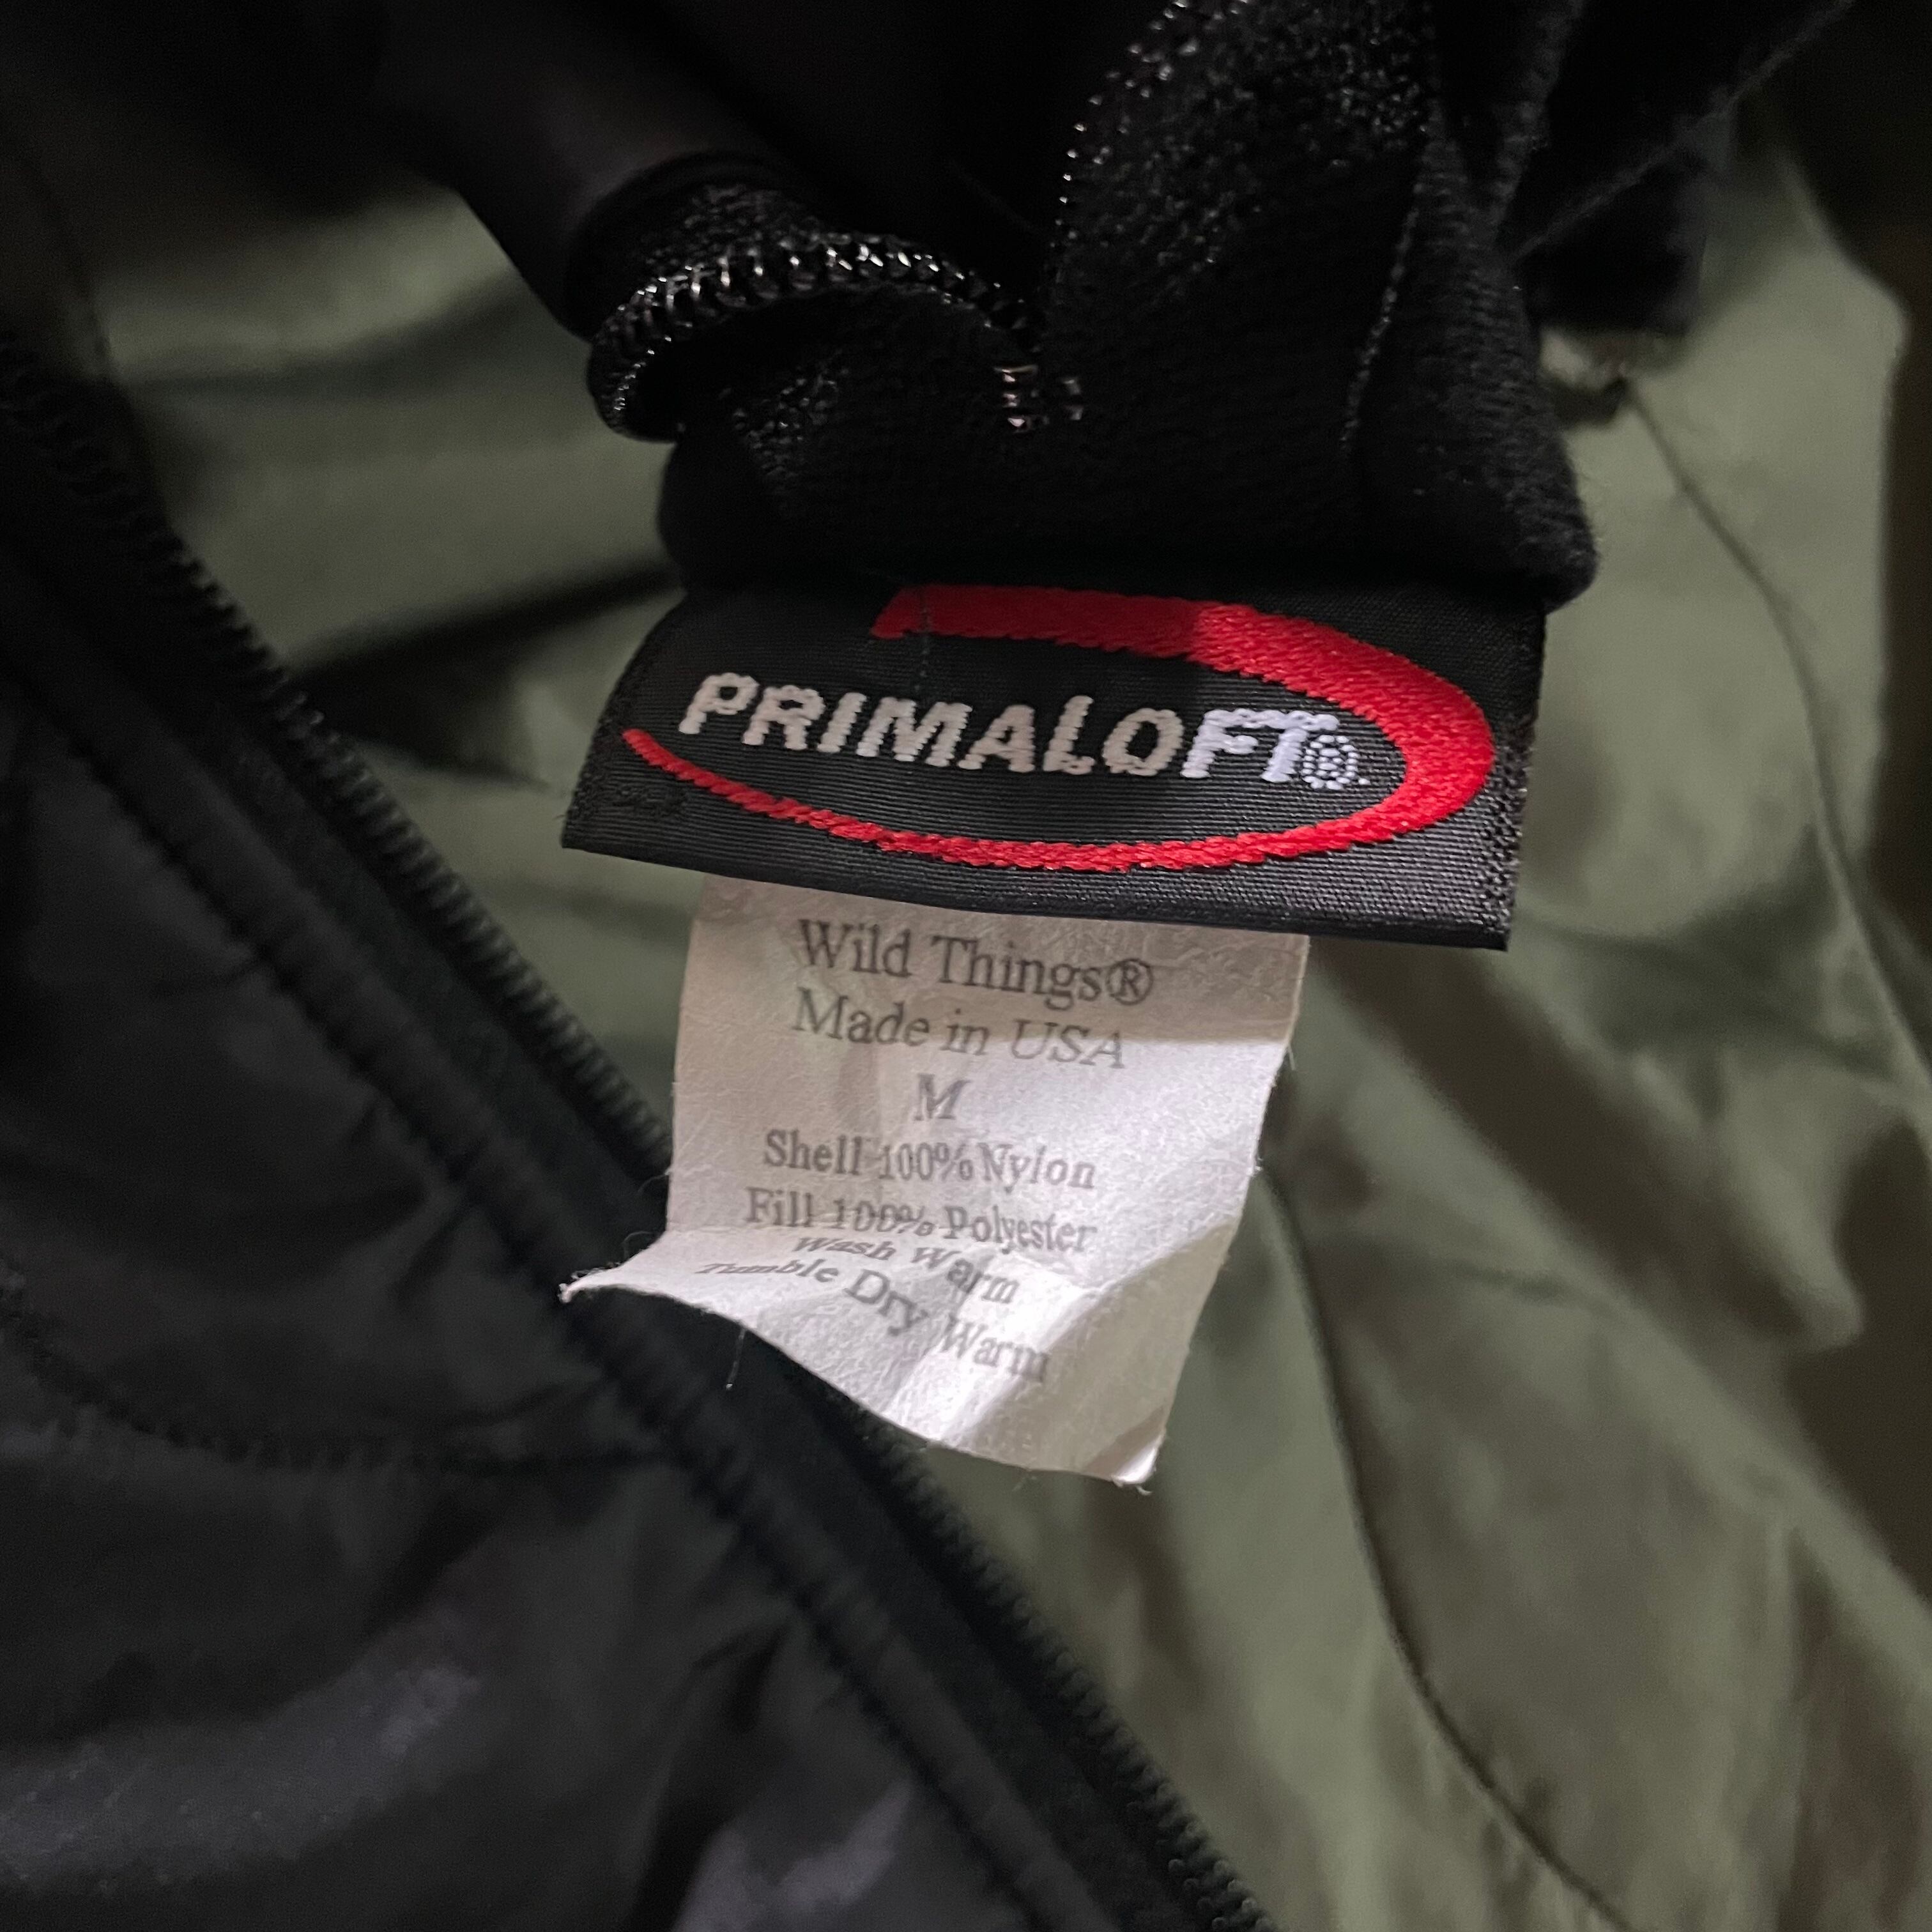 PRIMALOFT®
Wild Things®
Made in USA
M
Shell 100% Nylon
Fill 100% Polyester
Wash Warm
Tumble Dry Warm